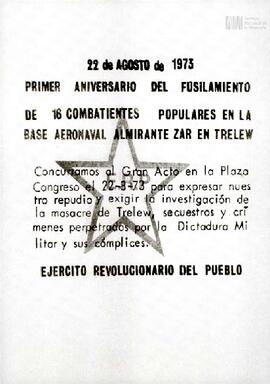 22 de AGOSTO de 1973
PRIMER ANIVERSARIO DEL FUSILAMIENTO
DE 16 COMBATIENTES POPULARES EN LA
BASE AERONAVAL ALMIRANTE ZAR EN TRELEW
ERP
Concurramos al Gran Acto en la Plaza
Congreso el 22-8-73 para expresar nues
tro repudio y exigir la investigación de
la masacre de Trelew, secuestros y crí
menes perpetrados por la Dictadura Mi
litar y sus cómplices.
EJERCITO REVOLUCIONARIO DEL PUEBLO